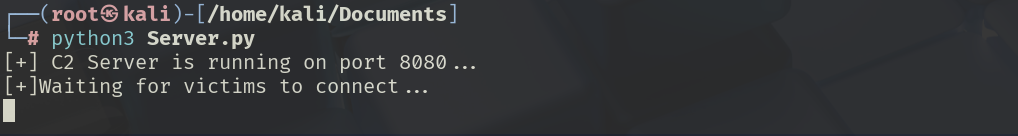 ┌──(root㉿kali)-[/home/kali/Documents]
└─# python3 Server.py
[+] C2 Server is running on port 8080...
[+]Waiting for victims to connect...